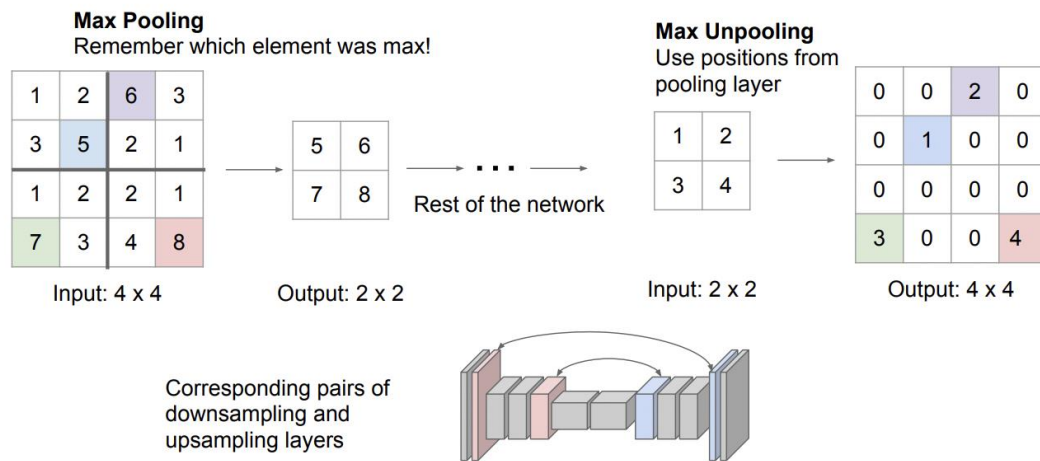 Max Pooling
Remember which element was max!
1 2 6 3
3 5 2 1
1 2 2 1
7 3 4 8
Input: 4 x 4
5 6
7 8
Output: 2 x 2
...
Rest of the network
Max Unpooling
Use positions from
pooling layer
1 2
3 4
Input: 2 x 2
0 0 2 0
0 1 0 0
0 0 0 0
3 0 0 4
Output: 4 x 4
Corresponding pairs of
downsampling and
upsampling layers